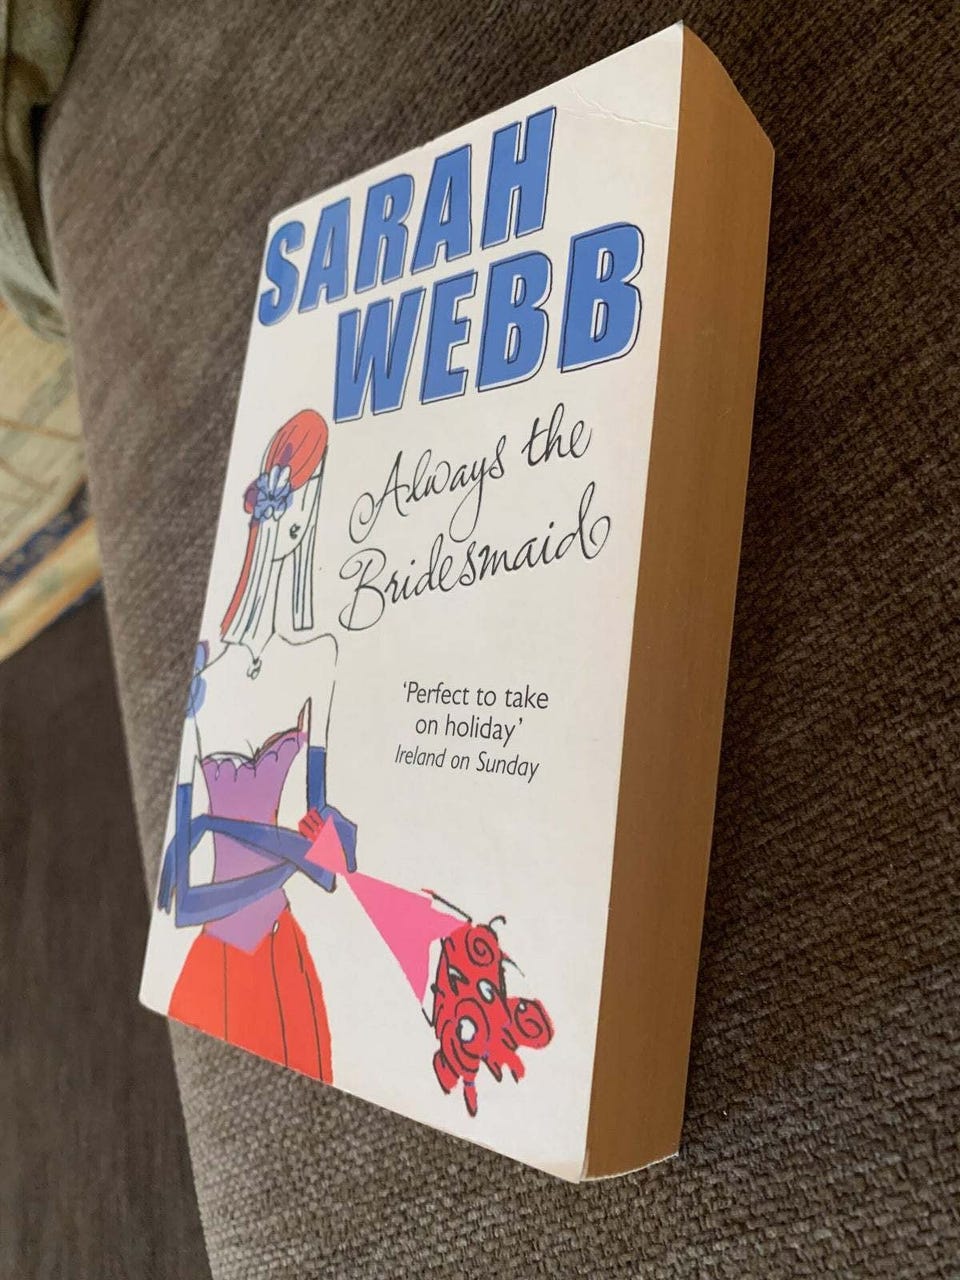 SARAH
WEBB
Always the
Bridesmaid
‘Perfect to take
on holiday’
Ireland on Sunday